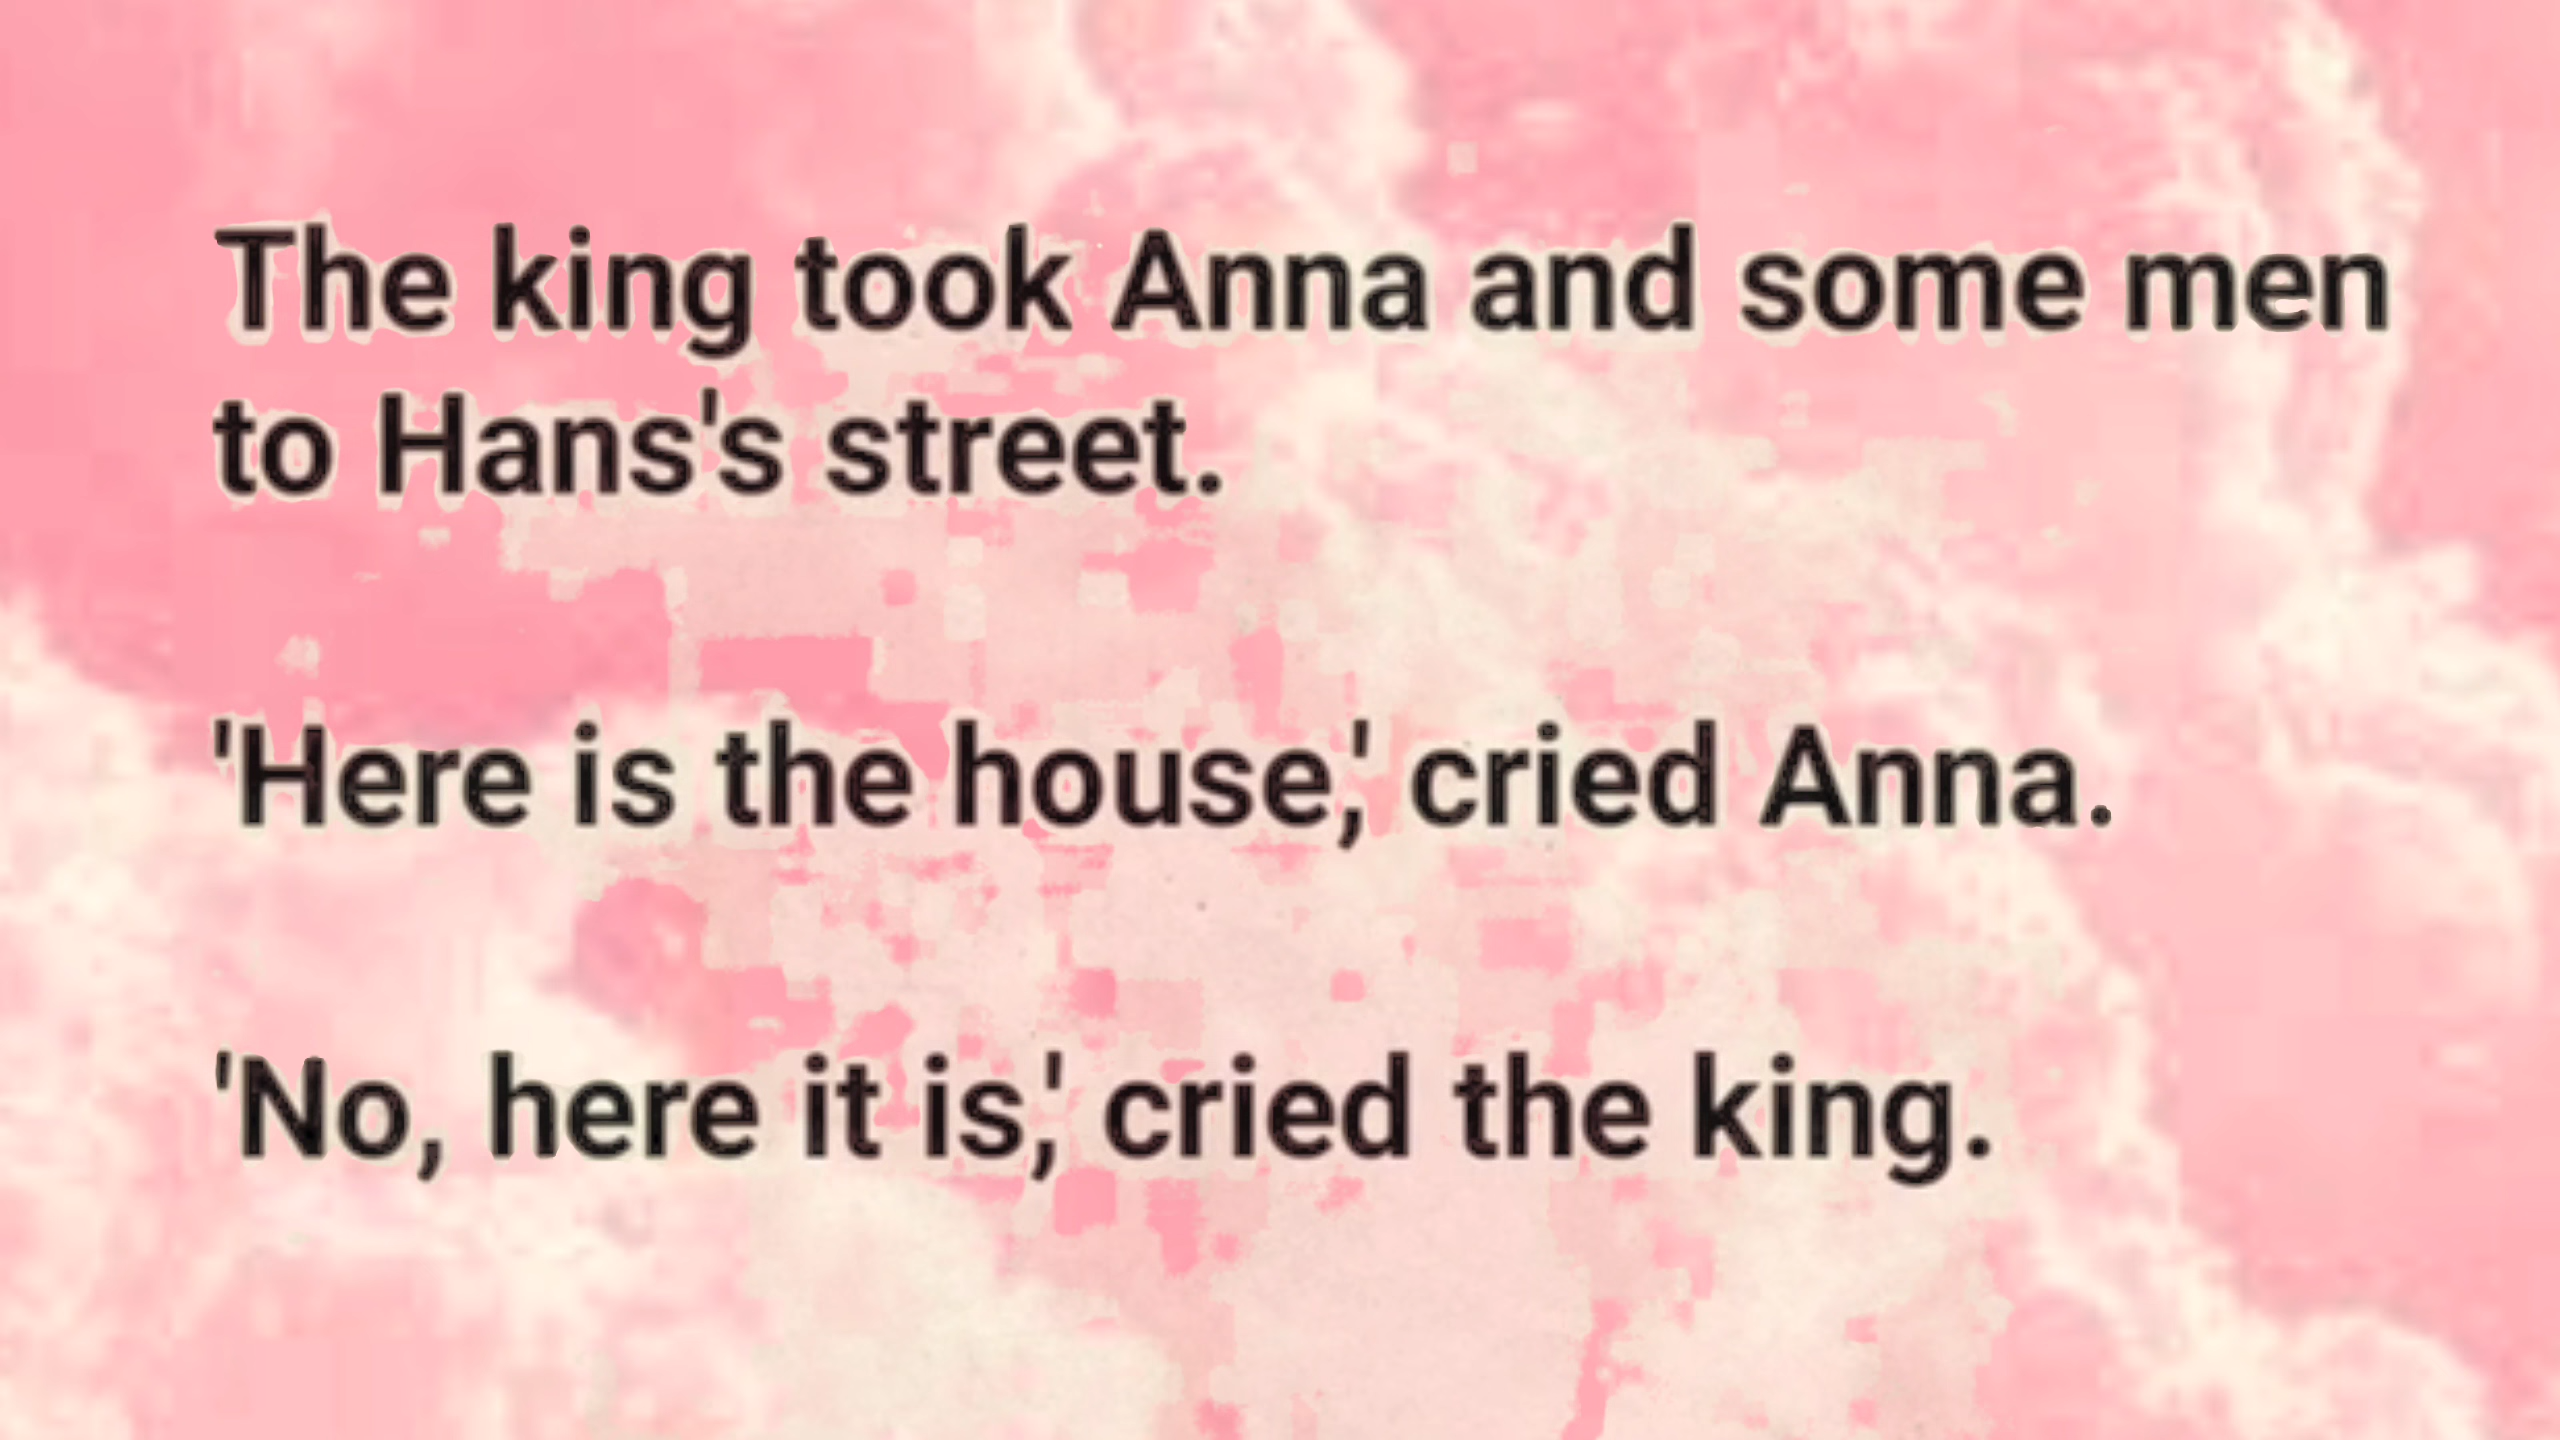 The king took Anna and some men
to Hans's street.
'Here is the house,' cried Anna.
'No, here it is,' cried the king.